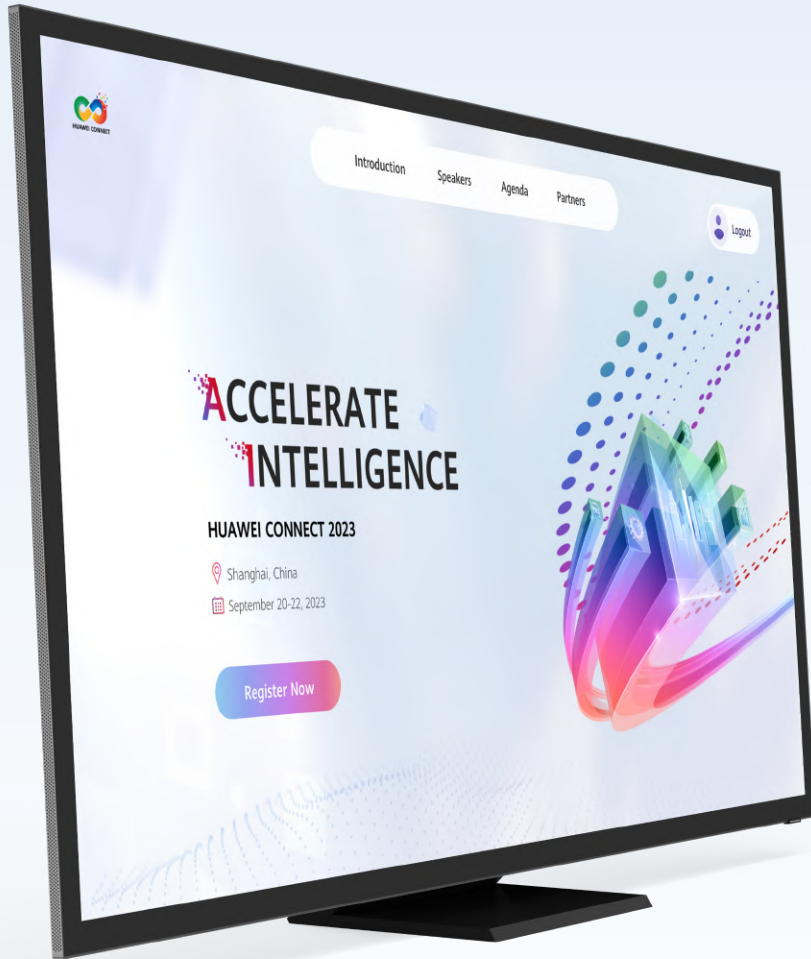 HUAWEI CONNECT
Introduction
Speakers
Agenda
Partners
Logout
ACCELERATE
INTELLIGENCE
HUAWEI CONNECT 2023
Shanghai, China
September 20-22, 2023
Register Now